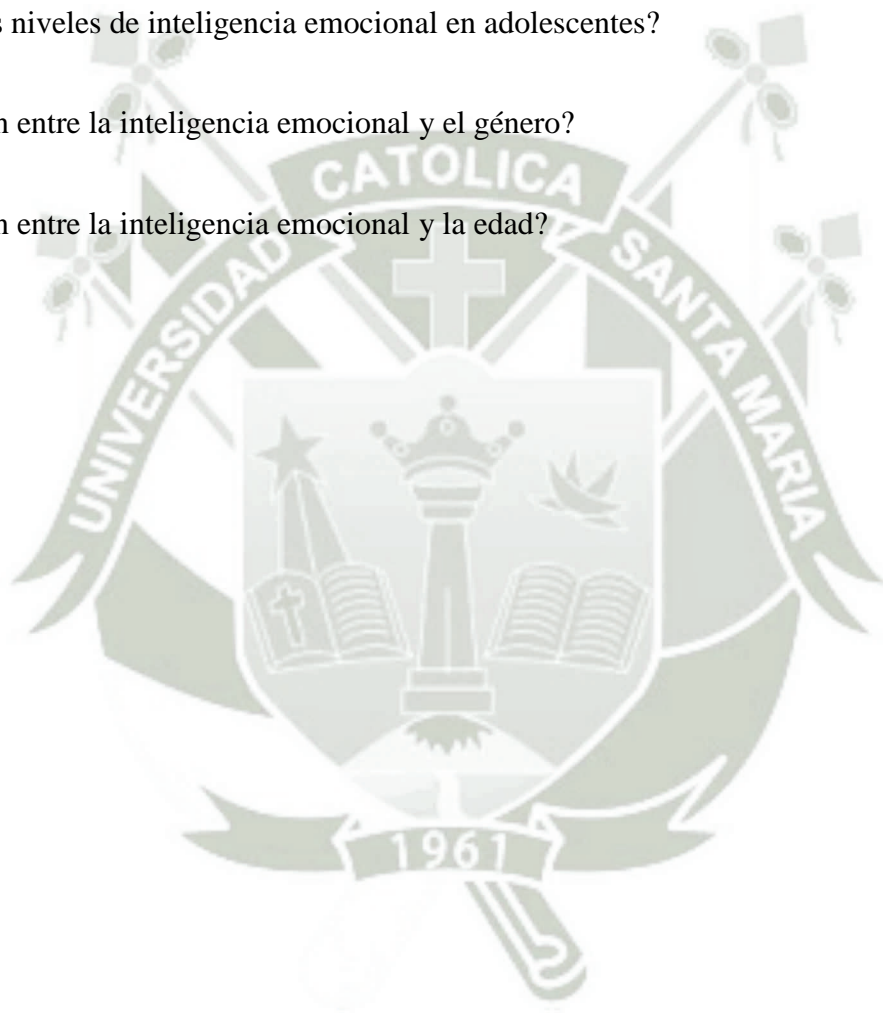 s niveles de inteligencia emocional en adolescentes?
n entre la inteligencia emocional y el género?
n entre la inteligencia emocional y la edad?
UNIVERSIDAD CATOLICA SANTA MARIA
1961